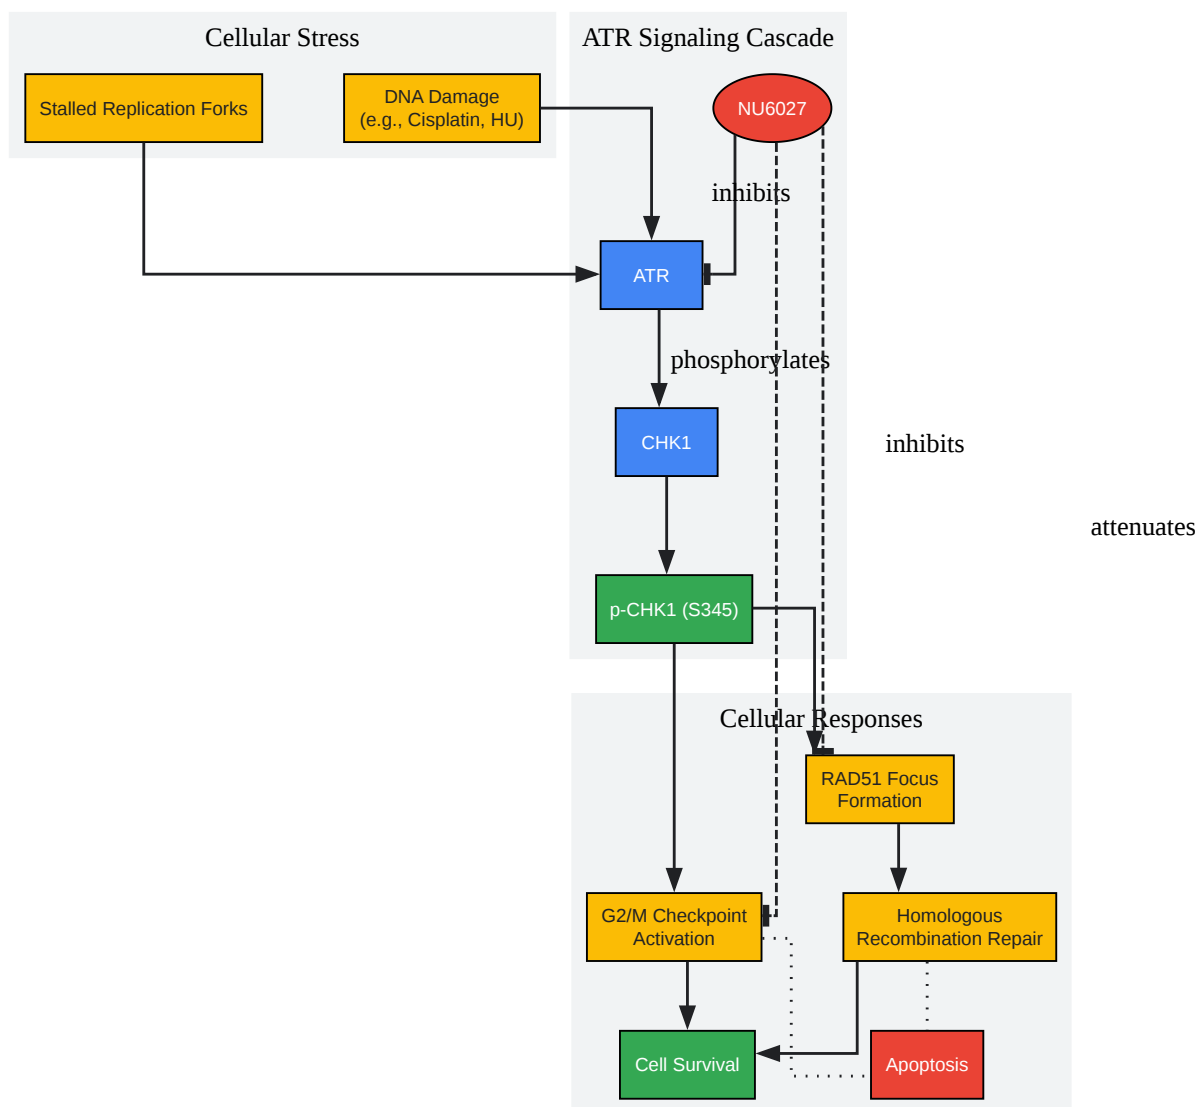 Cellular Stress
ATR Signaling Cascade
Stalled Replication Forks
DNA Damage
(e.g., Cisplatin, HU)
NU6027
inhibits
ATR
phosphorylates
CHK1
inhibits
attenuates
p-CHK1 (S345)
Cellular Responses
RAD51 Focus
Formation
G2/M Checkpoint
Activation
Homologous
Recombination Repair
Cell Survival
Apoptosis